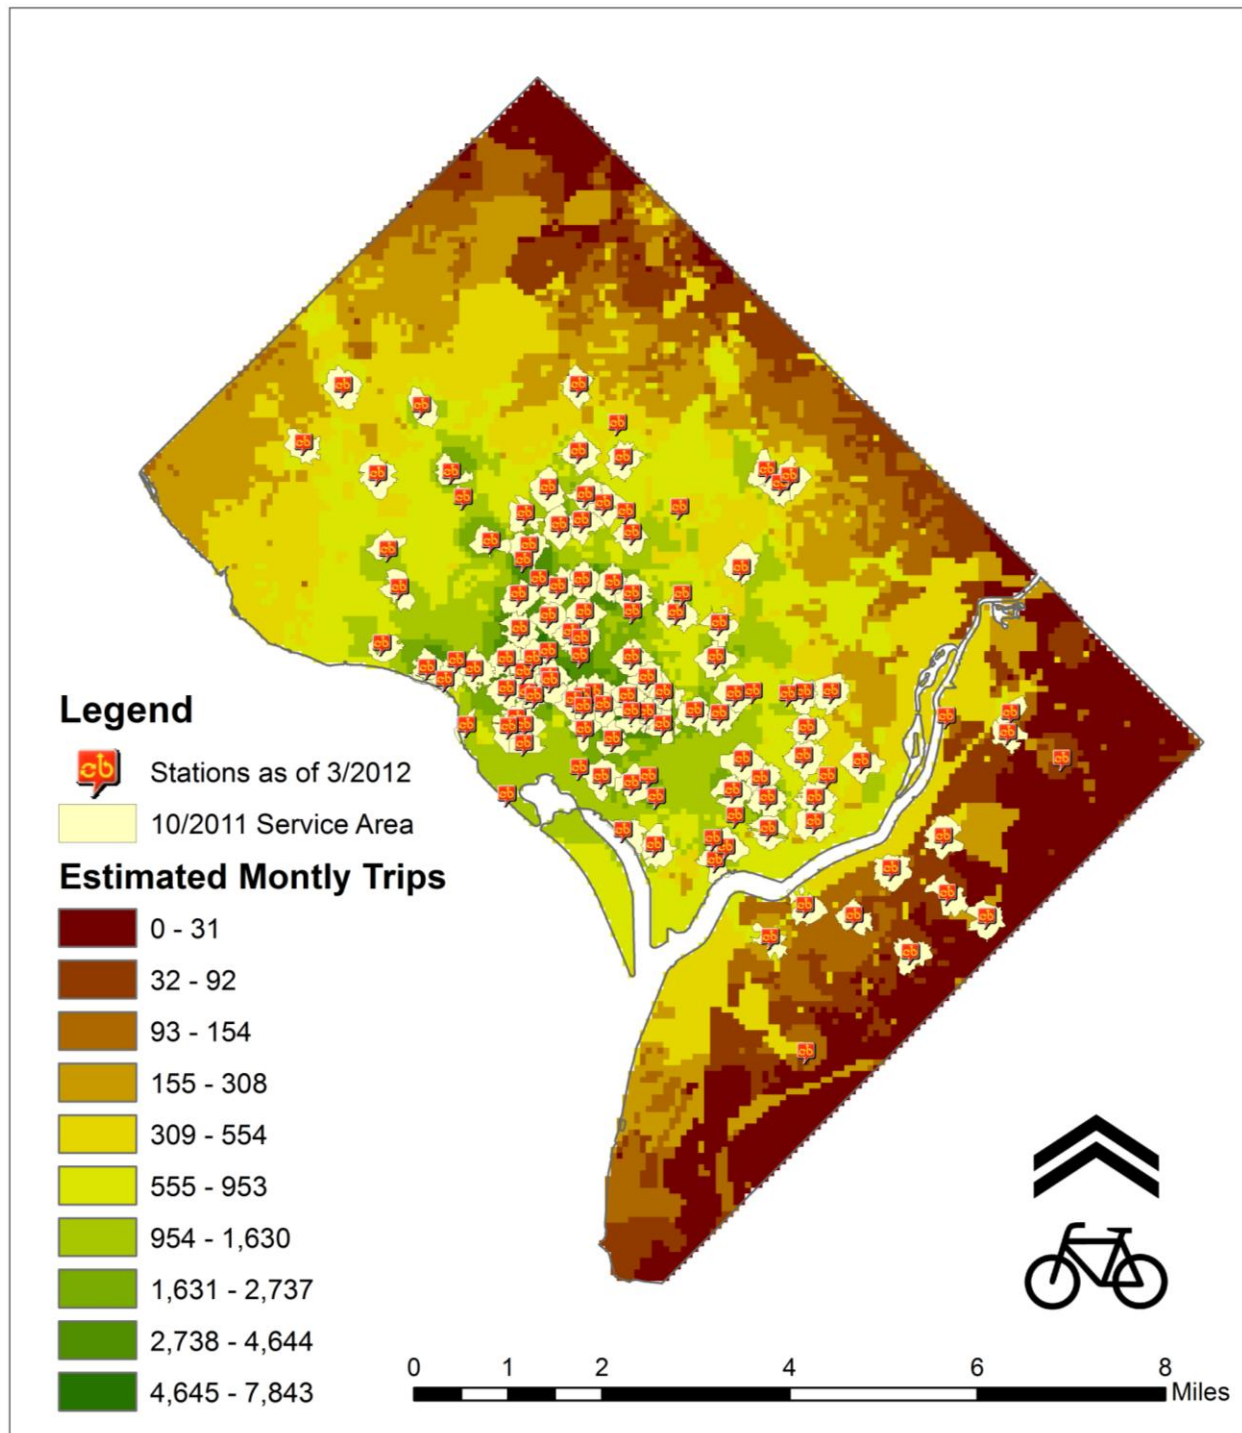 Legend
Stations as of 3/2012
10/2011 Service Area
Estimated Montly Trips
0 - 31
32 - 92
93 - 154
155 - 308
309 - 554
555 - 953
954 - 1,630
1,631 - 2,737
2,738 - 4,644
4,645 - 7,843
0 1 2 4 6 8
Miles